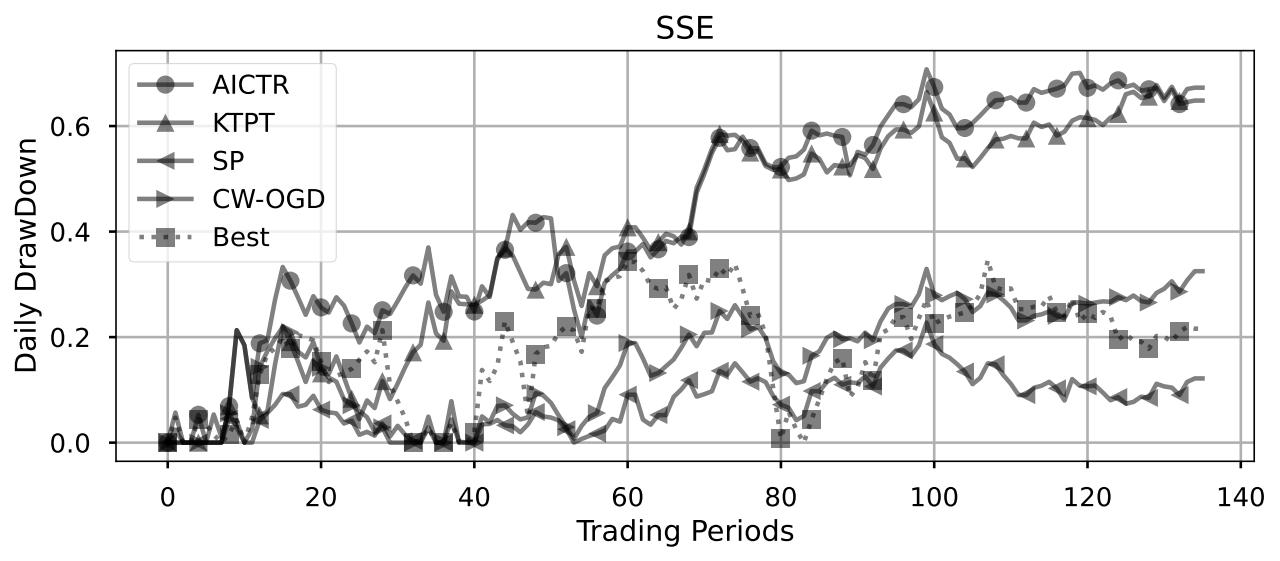 SSE
AICTR
KTPT
SP
CW-OGD
Best
Daily DrawDown
0.6
0.4
0.2
0.0
0 20 40 60 80 100 120 140
Trading Periods